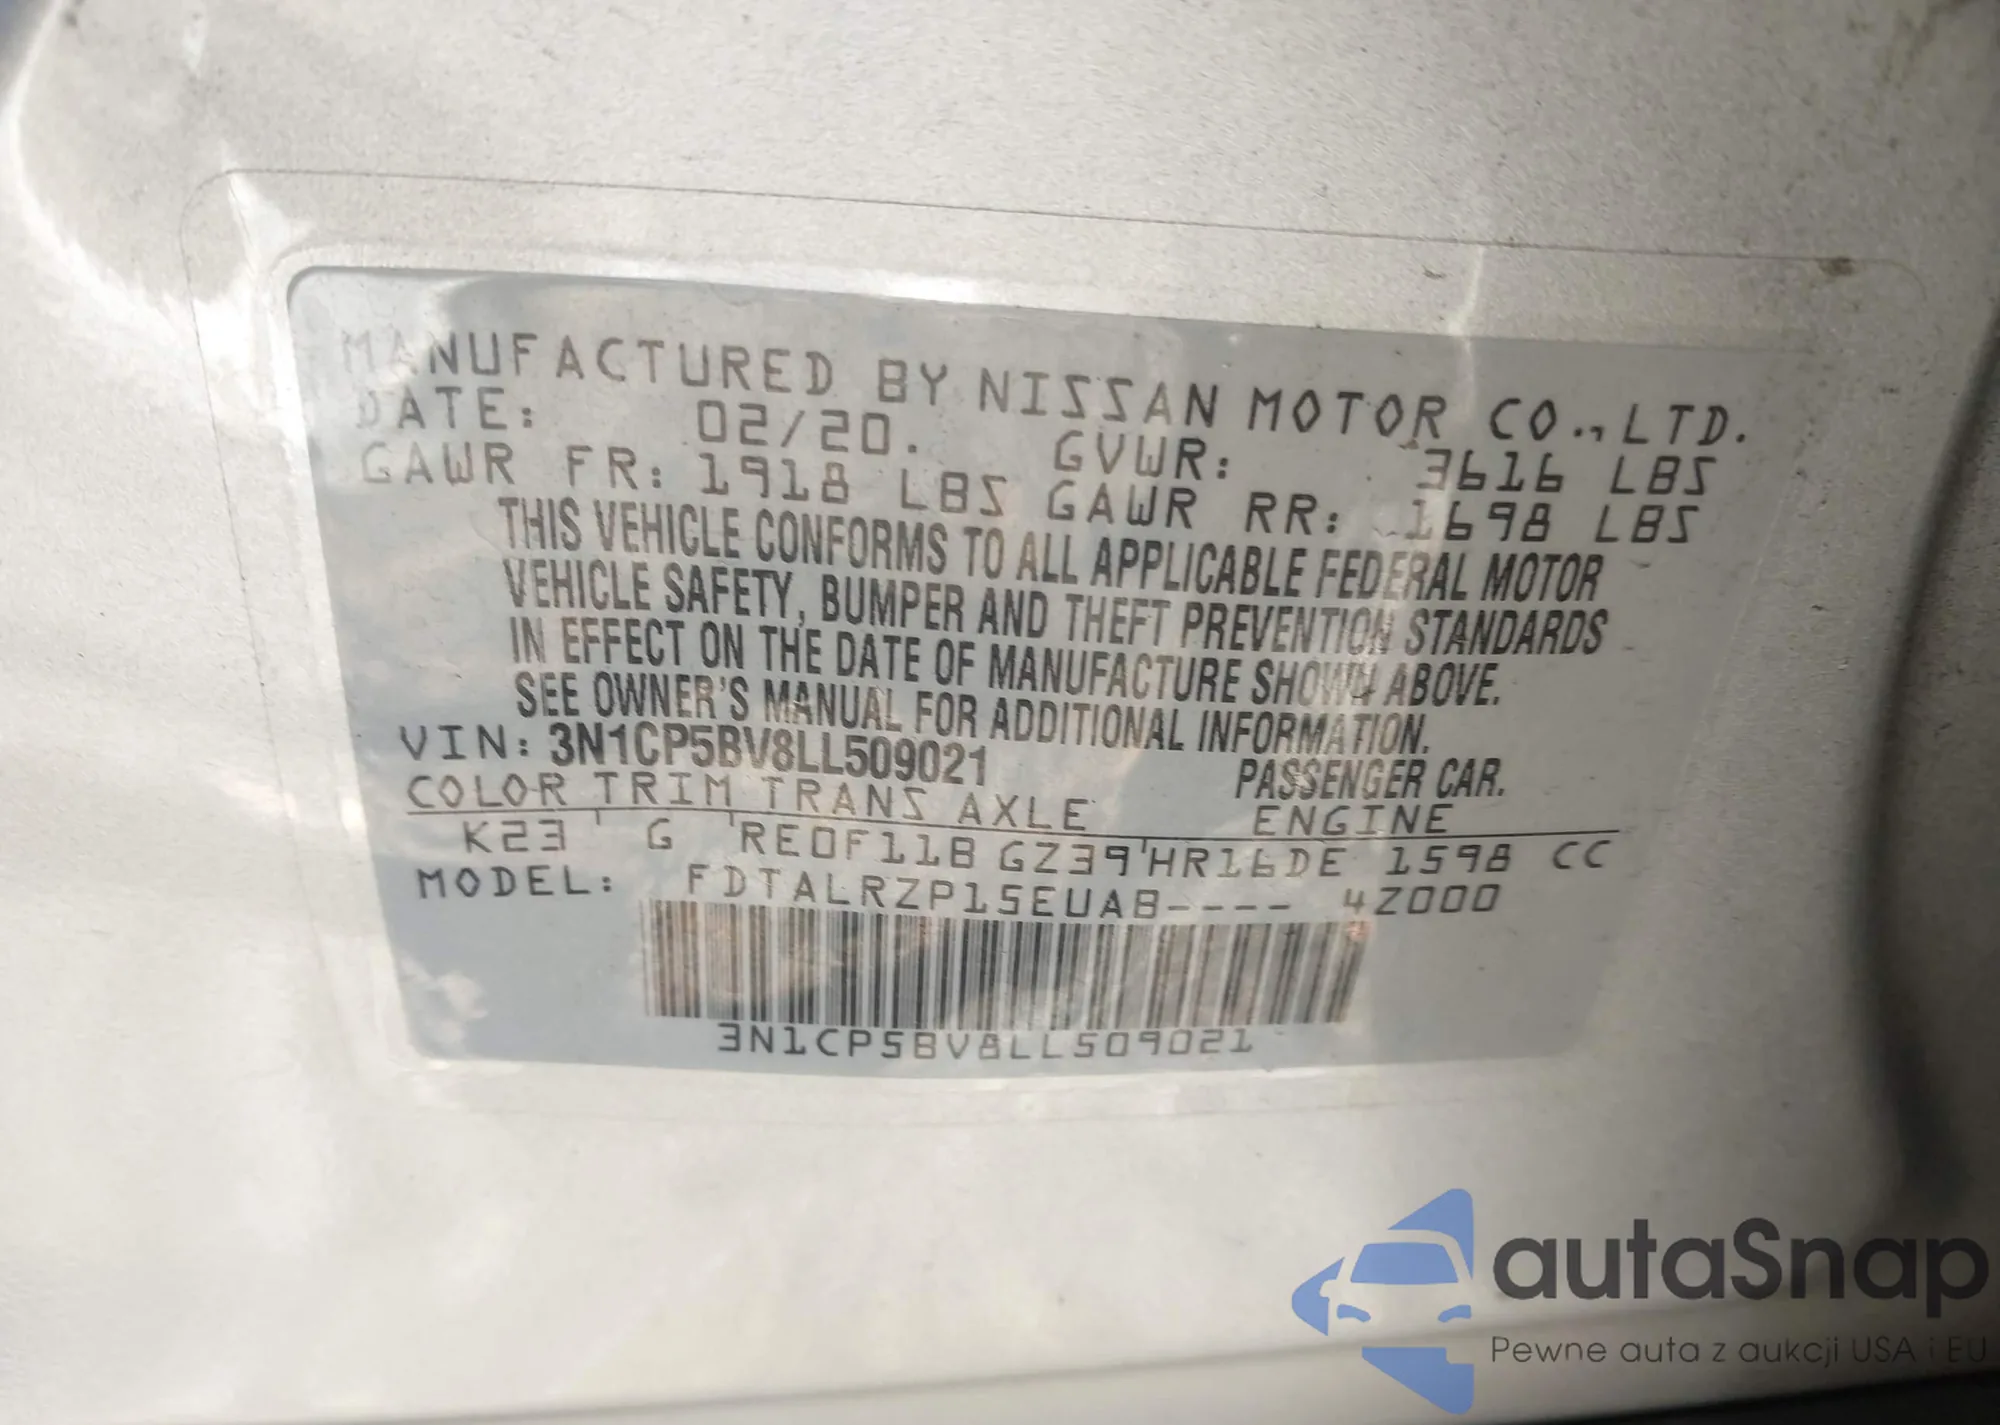 MANUFACTURED BY NISSAN MOTOR CO.,LTD.
DATE: 02/20. GVWR: 3616 LBS
GAWR FR: 1918 LBS GAWR RR: 1698 LBS
THIS VEHICLE CONFORMS TO ALL APPLICABLE FEDERAL MOTOR
VEHICLE SAFETY, BUMPER AND THEFT PREVENTION STANDARDS
IN EFFECT ON THE DATE OF MANUFACTURE SHOWN ABOVE.
SEE OWNER'S MANUAL FOR ADDITIONAL INFORMATION.
VIN: 3N1CP5BV8LL509021 PASSENGER CAR.
COLOR TRIM TRANS AXLE ENGINE
K23 G RE0F11B GZ39 HR16DE 1598 CC
MODEL: FDTALRZP15EUAB---- 4Z000
3N1CP5BV8LL509021
autaSnap
Pewne auta z aukcji USA i EU